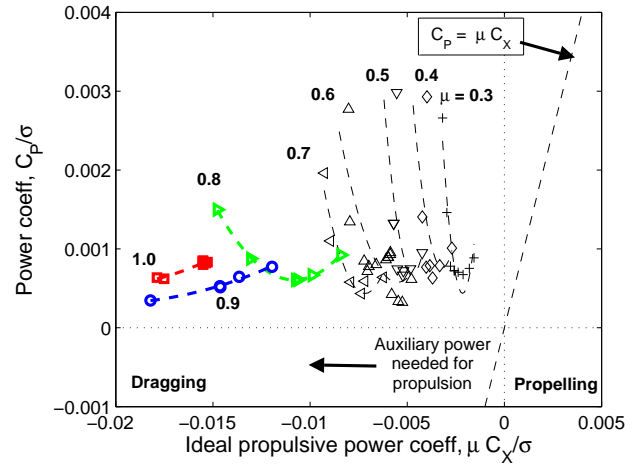 C_P = μ C_X
0.004
0.003
0.002
0.001
0
-0.001
Power coeff, C_P/σ
0.5
0.4
0.6
μ = 0.3
0.7
0.8
1.0
0.9
Auxiliary power
needed for
propulsion
Dragging
Propelling
-0.02
-0.015
-0.01
-0.005
0
0.005
Ideal propulsive power coeff, μ C_X/σ